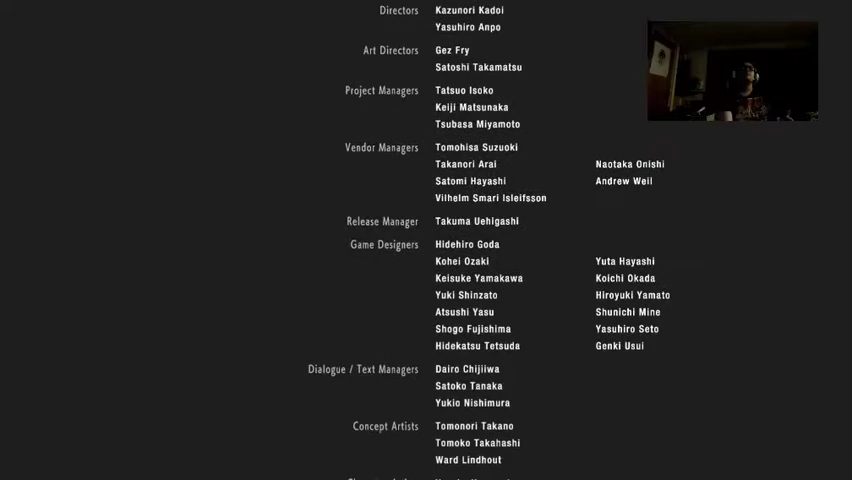 Directors Kazunori Kadoi
Yasuhiro Anpo
Art Directors Gez Fry
Satoshi Takamatsu
Project Managers Tatsuo Isoko
Keiji Matsunaka
Tsubasa Miyamoto
Vendor Managers Tomohisa Suzuoki
Takanori Arai Naotaka Onishi
Satomi Hayashi Andrew Weil
Vilhelm Smari Isleifsson
Release Manager Takuma Uehigashi
Game Designers Hidehiro Goda
Kohei Ozaki Yuta Hayashi
Keisuke Yamakawa Koichi Okada
Yuki Shinzato Hiroyuki Yamato
Atsushi Yasu Shunichi Mine
Shogo Fujishima Yasuhiro Seto
Hidekatsu Tetsuda Genki Usui
Dialogue / Text Managers Dairo Chijiiwa
Satoko Tanaka
Yukio Nishimura
Concept Artists Tomonori Takano
Tomoko Takahashi
Ward Lindhout